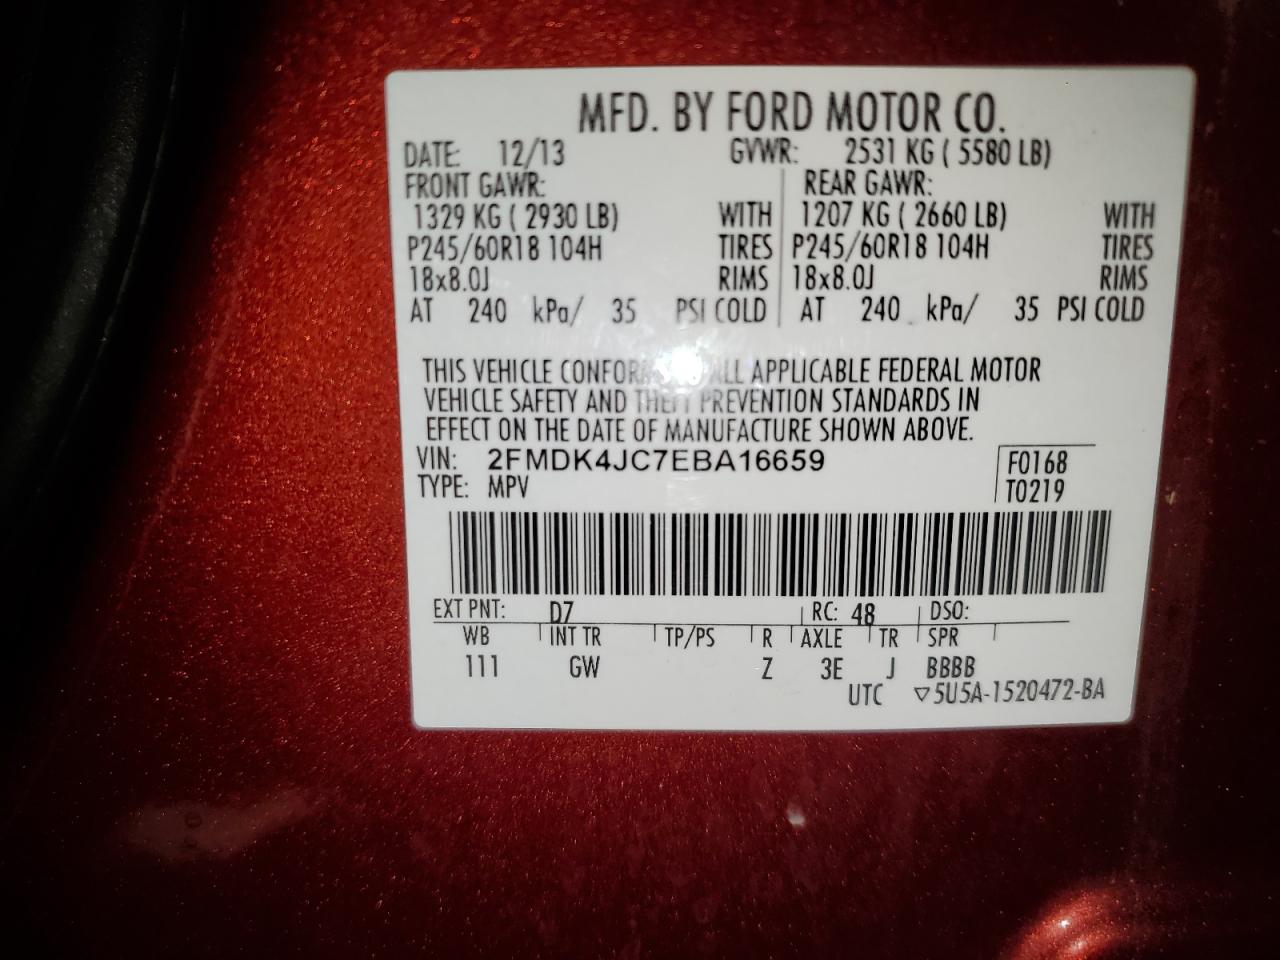 MFD. BY FORD MOTOR CO.
DATE: 12/13 GVWR: 2531 KG ( 5580 LB)
FRONT GAWR: REAR GAWR:
1329 KG ( 2930 LB) WITH 1207 KG ( 2660 LB) WITH
P245/60R18 104H TIRES P245/60R18 104H TIRES
18x8.0J RIMS 18x8.0J RIMS
AT 240 kPa/ 35 PSI COLD AT 240 kPa/ 35 PSI COLD
THIS VEHICLE ALL APPLICABLE FEDERAL MOTOR
VEHICLE SAFETY AND THEFT PREVENTION STANDARDS IN
EFFECT ON THE DATE OF MANUFACTURE SHOWN ABOVE.
VIN: 2FMDK4JC7EBA16659 F0168
TYPE: MPV T0219
EXT PNT: D7 RC: 48 DSO:
WB INT TR TP/PS R AXLE TR SPR
111 GW Z 3E J BBBB
UTC ▽5U5A-1520472-BA